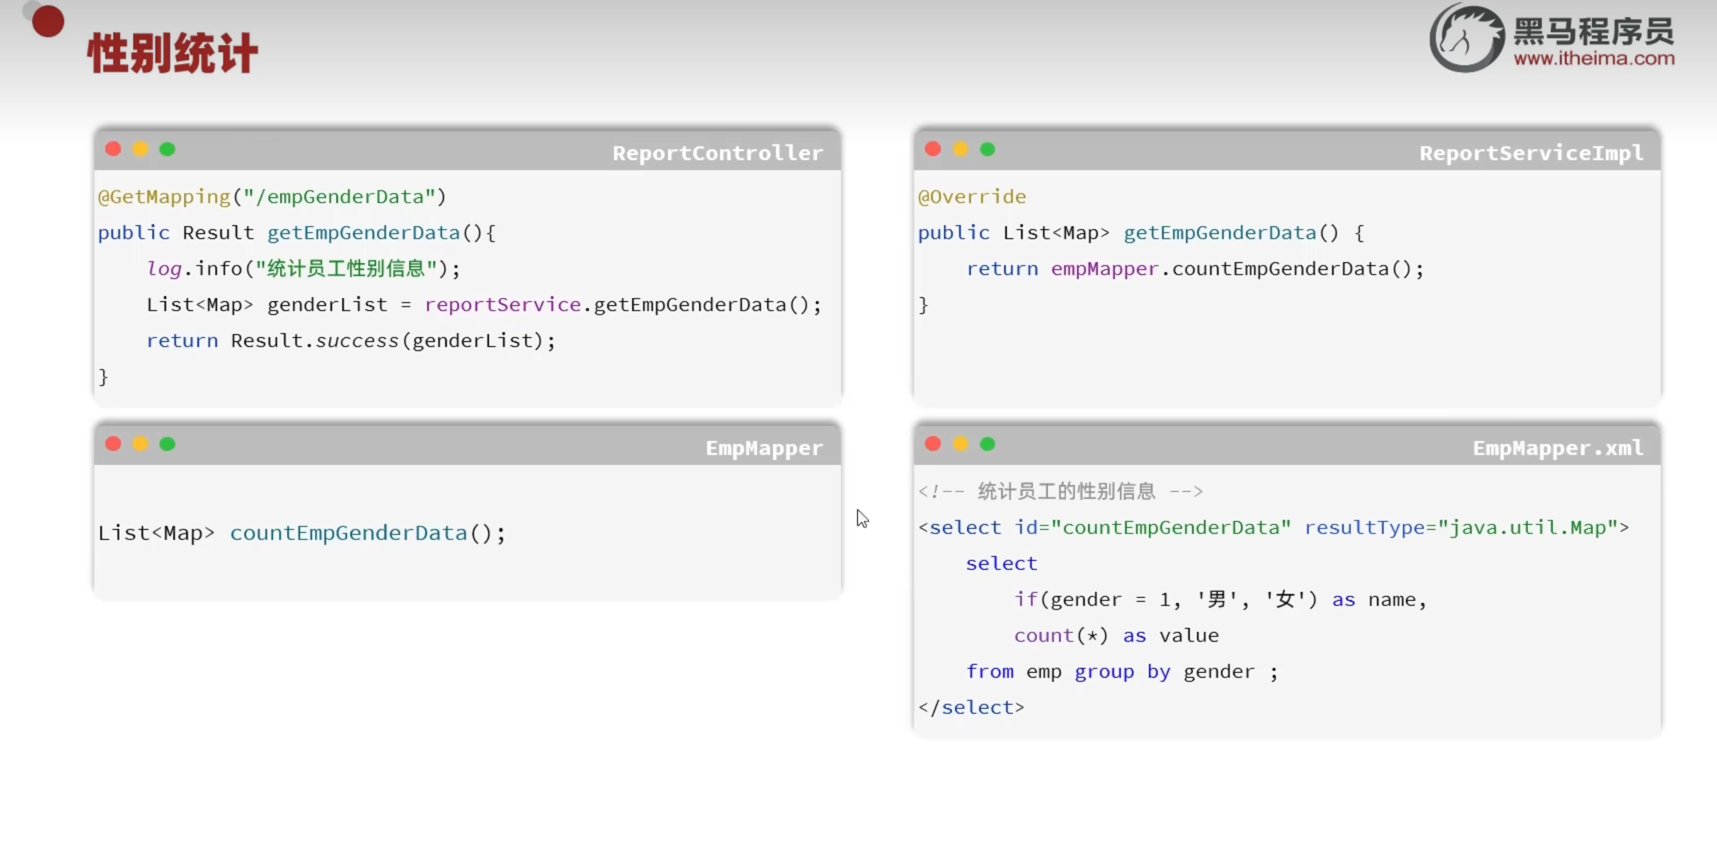 性别统计
黑马程序员
www.itheima.com
ReportController
@GetMapping("/empGenderData")
public Result getEmpGenderData(){
log.info("统计员工性别信息");
List<Map> genderList = reportService.getEmpGenderData();
return Result.success(genderList);
}
ReportServiceImpl
@Override
public List<Map> getEmpGenderData() {
return empMapper.countEmpGenderData();
}
EmpMapper
List<Map> countEmpGenderData();
EmpMapper.xml
<!-- 统计员工的性别信息 -->
<select id="countEmpGenderData" resultType="java.util.Map">
select
if(gender = 1, '男', '女') as name,
count(*) as value
from emp group by gender ;
</select>